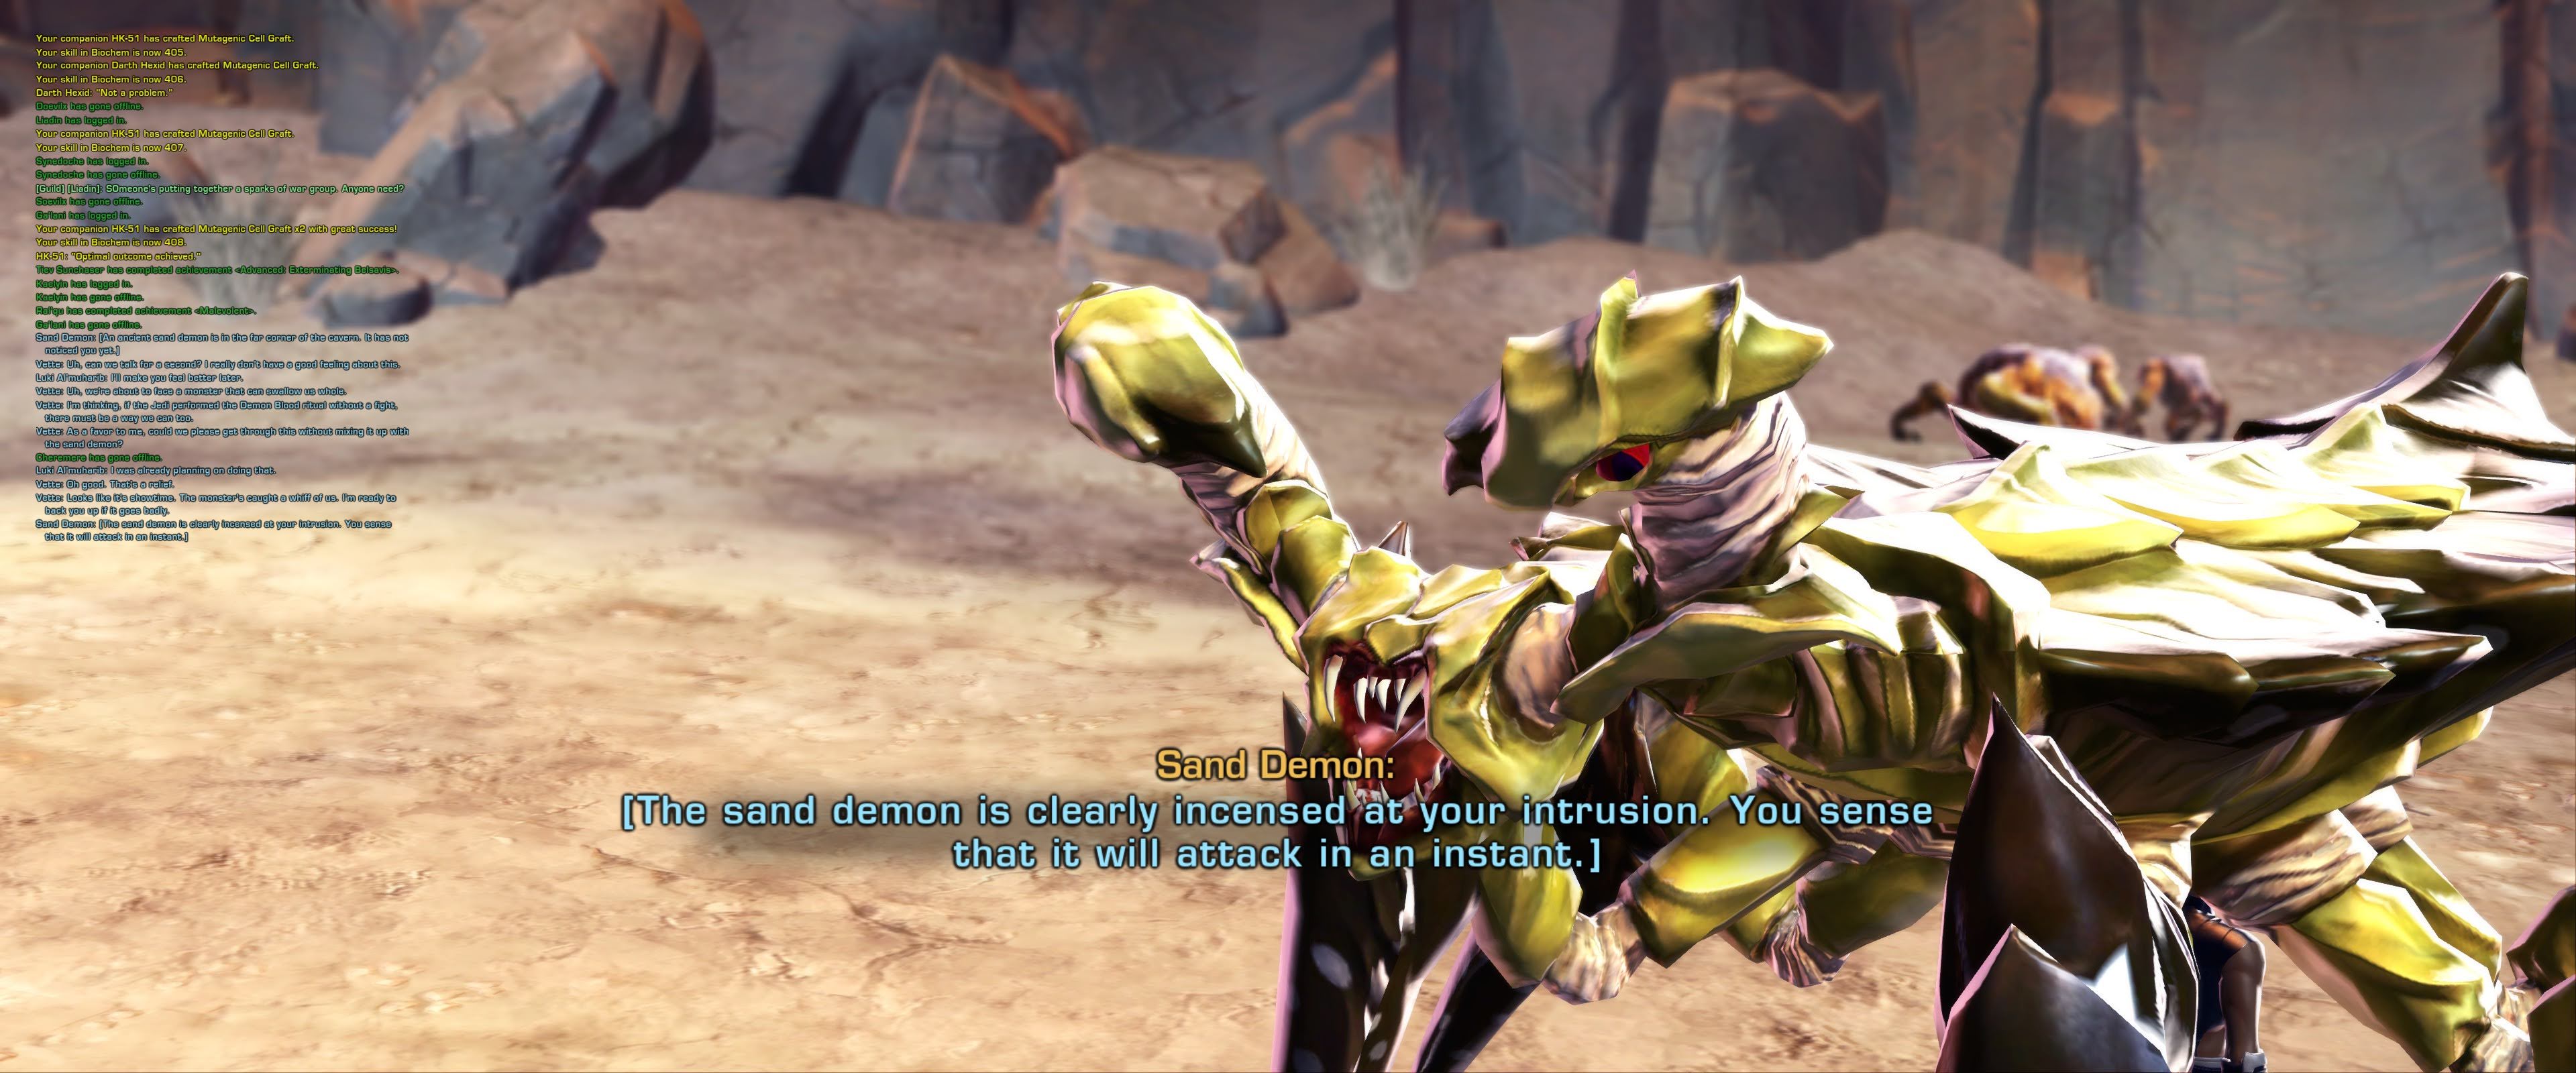 Your companion HK-51 has crafted Mutagenic Cell Graft.
Your skill in Biochem is now 405.
Your companion Darth Hexid has crafted Mutagenic Cell Graft.
Your skill in Biochem is now 406.
Darth Hexid: "Not a problem."
Doevilx has gone offline.
Liadin has logged in.
Your companion HK-51 has crafted Mutagenic Cell Graft.
Your skill in Biochem is now 407.
Synedoche has logged in.
Synedoche has gone offline.
[Guild] [Liadin]: SOmeone's putting together a sparks of war group. Anyone need?
Soevilx has gone offline.
Ga'lani has logged in.
Your companion HK-51 has crafted Mutagenic Cell Graft x2 with great success!
Your skill in Biochem is now 408.
HK-51: "Optimal outcome achieved."
Tiev Sunchaser has completed achievement <Advanced: Exterminating Belsavis>.
Kaelyin has logged in.
Kaelyin has gone offline.
Rai'qu has completed achievement <Malevolent>.
Ga'lani has gone offline.
Sand Demon: [An ancient sand demon is in the far corner of the cavern. It has not
noticed you yet.]
Vette: Uh, can we talk for a second? I really don't have a good feeling about this.
Luki Al'muharib: I'll make you feel better later.
Vette: Uh, we're about to face a monster that can swallow us whole.
Vette: I'm thinking, if the Jedi performed the Demon Blood ritual without a fight,
there must be a way we can too.
Vette: As a favor to me, could we please get through this without mixing it up with
the sand demon?
Cheremere has gone offline.
Luki Al'muharib: I was already planning on doing that.
Vette: Oh good. That's a relief.
Vette: Looks like it's showtime. The monster's caught a whiff of us. I'm ready to
back you up if it goes badly.
Sand Demon: [The sand demon is clearly incensed at your intrusion. You sense
that it will attack in an instant.]
Sand Demon:
[The sand demon is clearly incensed at your intrusion. You sense
that it will attack in an instant.]